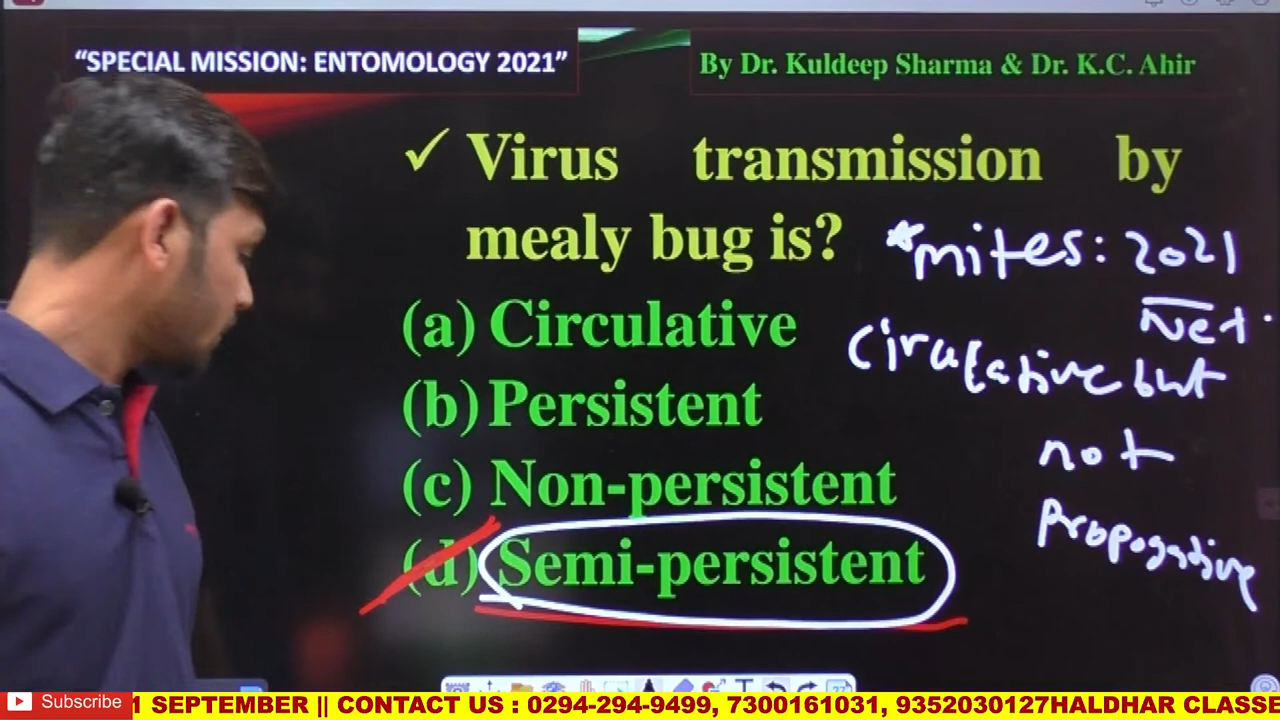 “SPECIAL MISSION: ENTOMOLOGY 2021”
By Dr. Kuldeep Sharma & Dr. K.C. Ahir
✓ Virus transmission by
mealy bug is?
*mites: 2021
Net.
(a) Circulative
Circulative but
(b) Persistent
not
(c) Non-persistent
propogative
(d) Semi-persistent
Subscribe
1 SEPTEMBER || CONTACT US : 0294-294-9499, 7300161031, 9352030127HALDHAR CLASSE